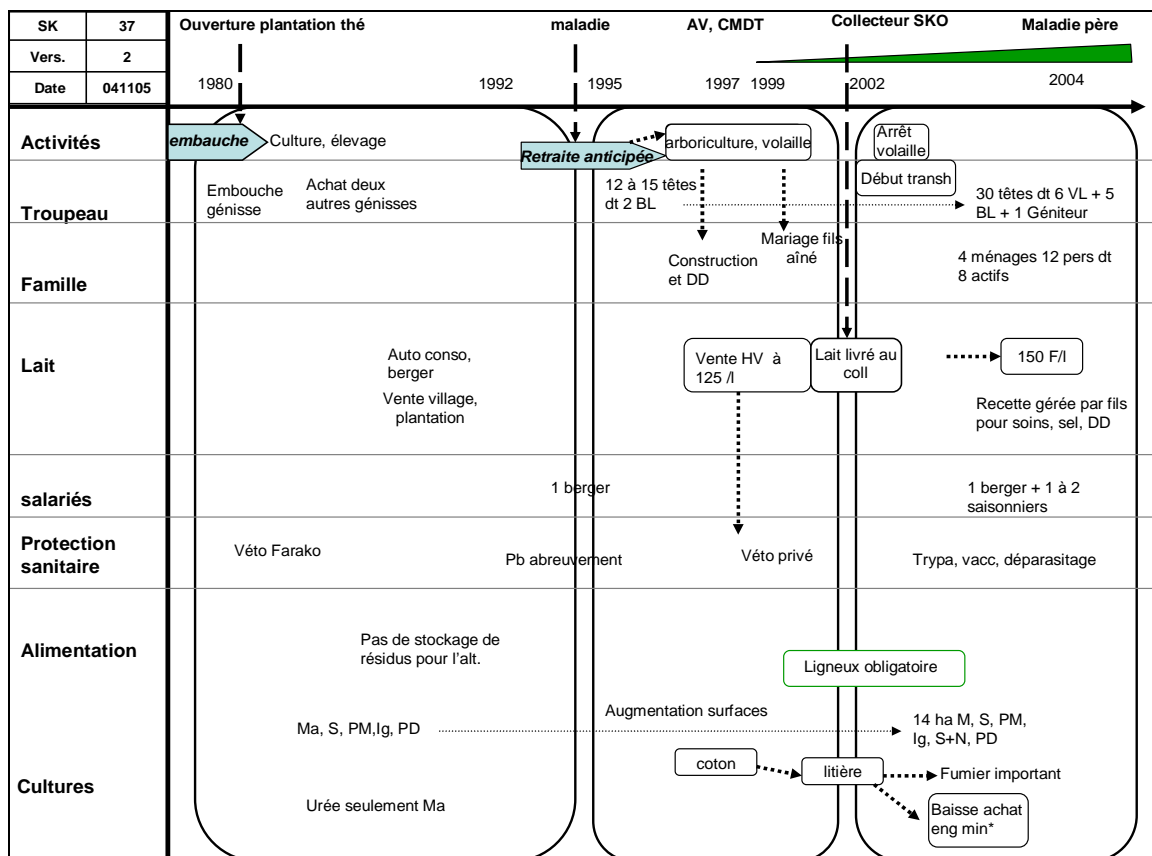 SK 37
Vers. 2
Date 041105
Ouverture plantation thé
maladie
AV, CMDT
Collecteur SKO
Maladie père
1980
1992
1995
1997
1999
2002
2004
Activités
embauche
Culture, élevage
Retraite anticipée
arboriculture, volaille
Arrêt
volaille
Début transh
Troupeau
Embouche
génisse
Achat deux
autres génisses
12 à 15 têtes
dt 2 BL
30 têtes dt 6 VL + 5
BL + 1 Géniteur
Famille
Construction
et DD
Mariage fils
aîné
4 ménages 12 pers dt
8 actifs
Lait
Auto conso,
berger
Vente village,
plantation
Vente HV à
125 /l
Lait livré au
coll
150 F/l
Recette gérée par fils
pour soins, sel, DD
salariés
1 berger
1 berger + 1 à 2
saisonniers
Protection
sanitaire
Véto Farako
Pb abreuvement
Véto privé
Trypa, vacc, déparasitage
Alimentation
Pas de stockage de
résidus pour l'alt.
Ligneux obligatoire
Cultures
Ma, S, PM,Ig, PD
Augmentation surfaces
14 ha M, S, PM,
Ig, S+N, PD
coton
litière
Fumier important
Urée seulement Ma
Baisse achat
eng min*